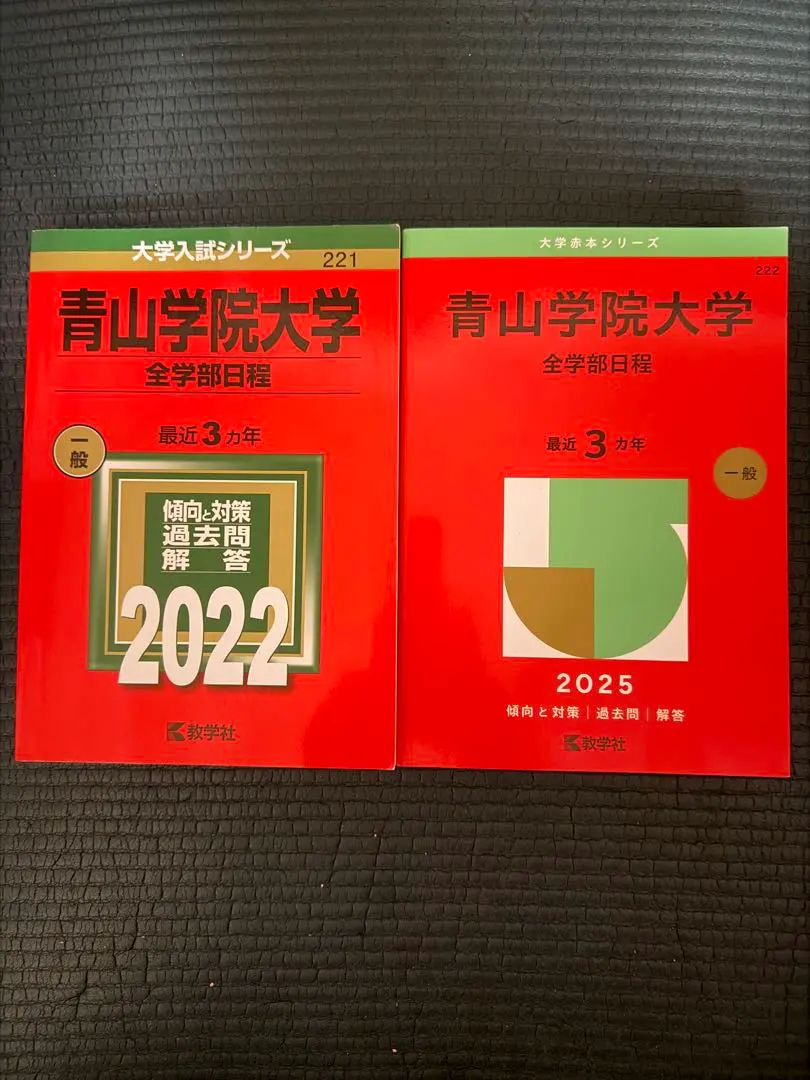 大学入試シリーズ
221
青山学院大学
全学部日程
一般
最近3カ年
傾向と対策
過去問
解答
2022
教学社
大学赤本シリーズ
222
青山学院大学
全学部日程
最近3カ年
一般
2025
傾向と対策|過去問|解答
教学社